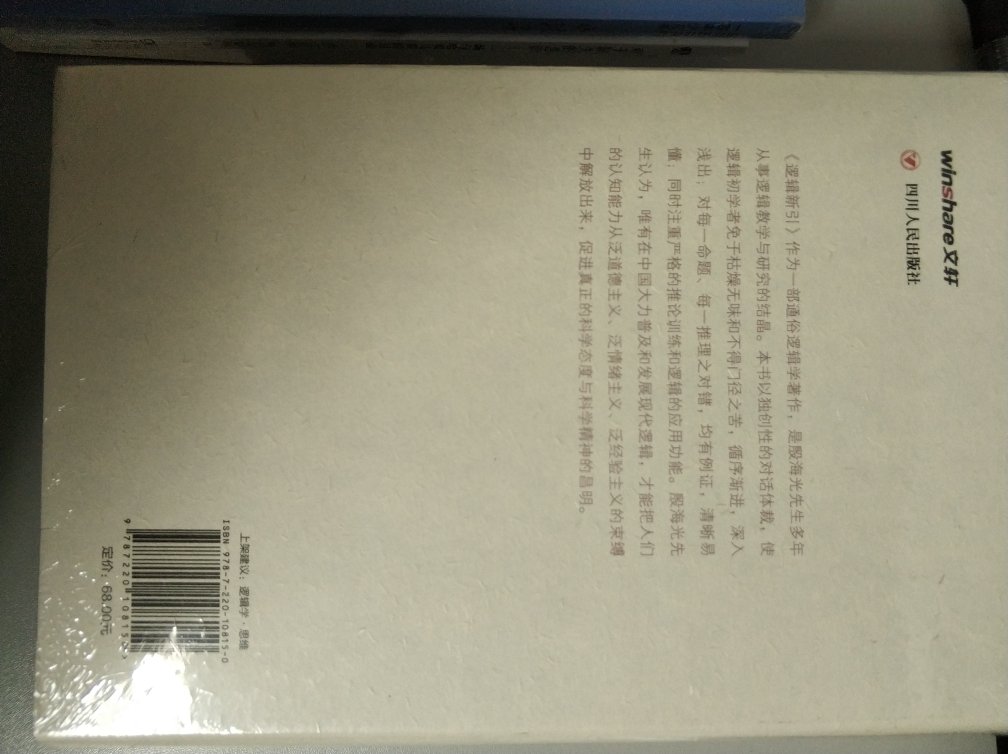 winshare文轩
四川人民出版社
《逻辑新引》作为一部通俗逻辑学著作，是殷海光先生多年
从事逻辑教学与研究的结晶。本书以独创性的对话体裁，使
逻辑初学者免于枯燥无味和不得门径之苦，循序渐进，深入
浅出；对每一命题、每一推理之对错，均有例证，清晰易
懂；同时注重严格的推论训练和逻辑的应用功能。殷海光先
生认为，唯有在中国大力普及和发展现代逻辑，才能把人们
的认知能力从泛道德主义、泛情绪主义、泛经验主义的束缚
中解放出来，促进真正的科学态度与科学精神的昌明。
上架建议：逻辑学·思维
ISBN 978-7-220-10815-0
定价：68.00元